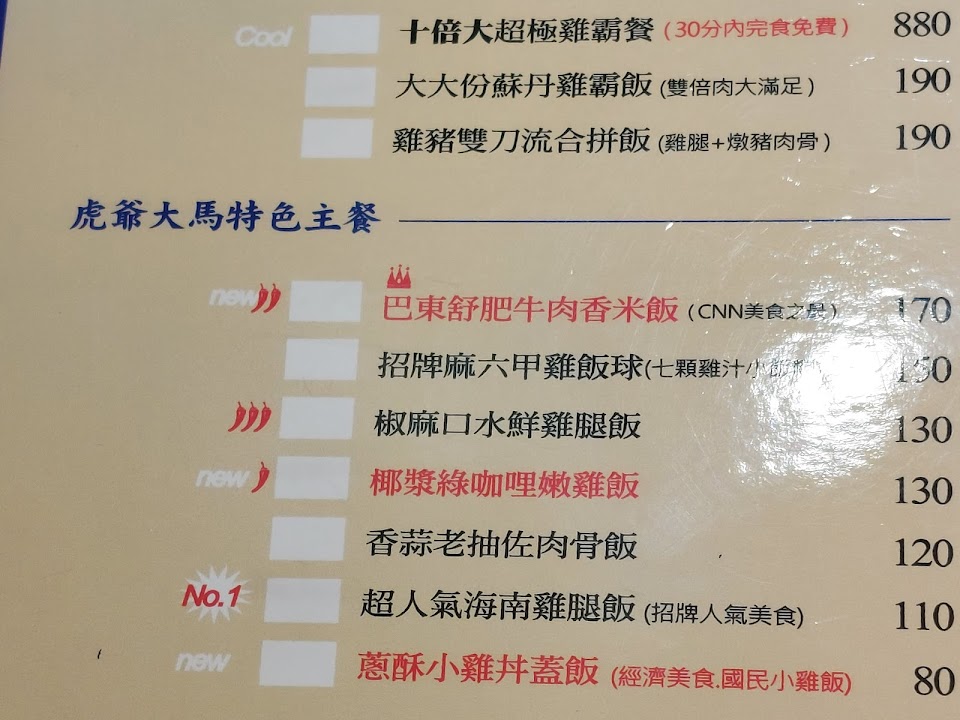 Cool 十倍大超極雞霸餐 (30分內完食免費) 880
大大份蘇丹雞霸飯 (雙倍肉大滿足) 190
雞豬雙刀流合拼飯 (雞腿+燉豬肉骨) 190
虎爺大馬特色主餐
new 巴東舒肥牛肉香米飯 (CNN美食之最) 170
招牌麻六甲雞飯球(七顆雞汁小飯 150
椒麻口水鮮雞腿飯 130
new 椰漿綠咖哩嫩雞飯 130
香蒜老抽佐肉骨飯 120
No.1 超人氣海南雞腿飯 (招牌人氣美食) 110
new 蔥酥小雞丼蓋飯 (經濟美食.國民小雞飯) 80